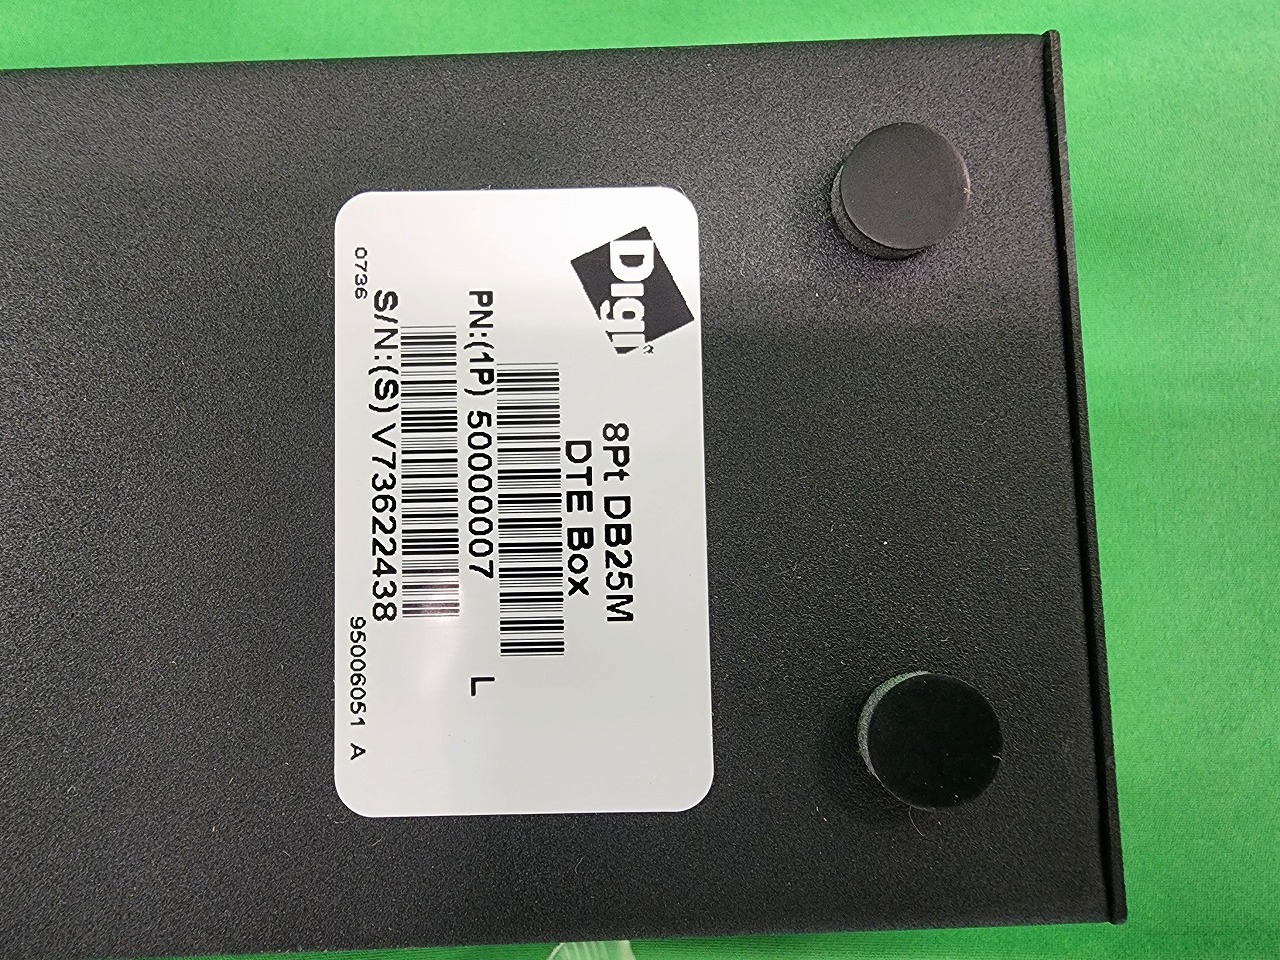 Digi®
8Pt DB25M
DTE Box
PN:(1P) 50000007 L
S/N:(S) V73622438
0736
95006051 A